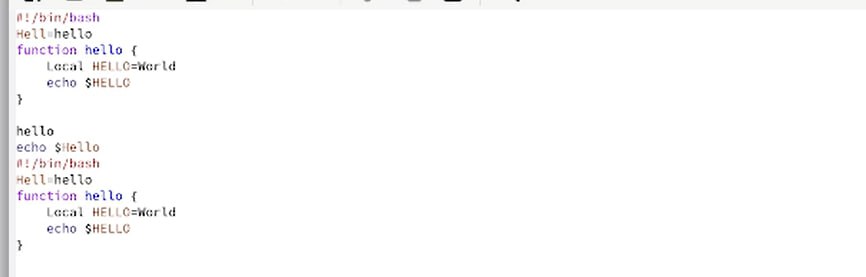 #!/bin/bash
Hell=hello
function hello {
    Local HELLO=World
    echo $HELLO
}
hello
echo $Hello
#!/bin/bash
Hell=hello
function hello {
    Local HELLO=World
    echo $HELLO
}